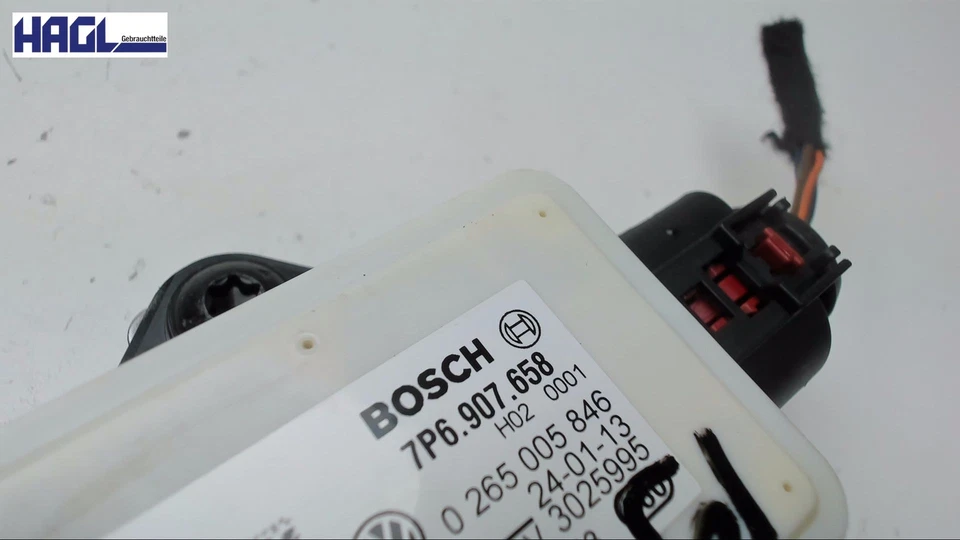 HAGL
Gebrauchtteile
BOSCH
7P6.907.658
H02 0001
0 265 005 846
24-01-13
3025995